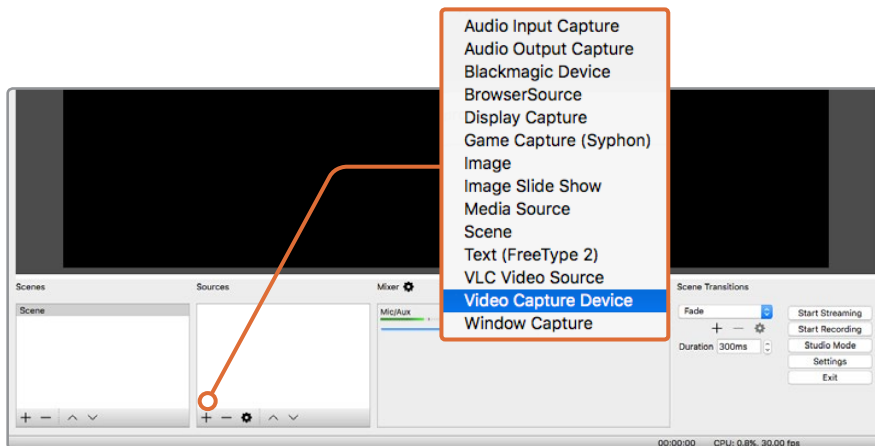 Audio Input Capture
Audio Output Capture
Blackmagic Device
BrowserSource
Display Capture
Game Capture (Syphon)
Image
Image Slide Show
Media Source
Scene
Text (FreeType 2)
VLC Video Source
Video Capture Device
Window Capture
Scenes
Scene
Sources
Mixer
Mic/Aux
Scene Transitions
Fade
Duration 300ms
Start Streaming
Start Recording
Studio Mode
Settings
Exit
00:00:00 CPU: 0.8%, 30.00 fps